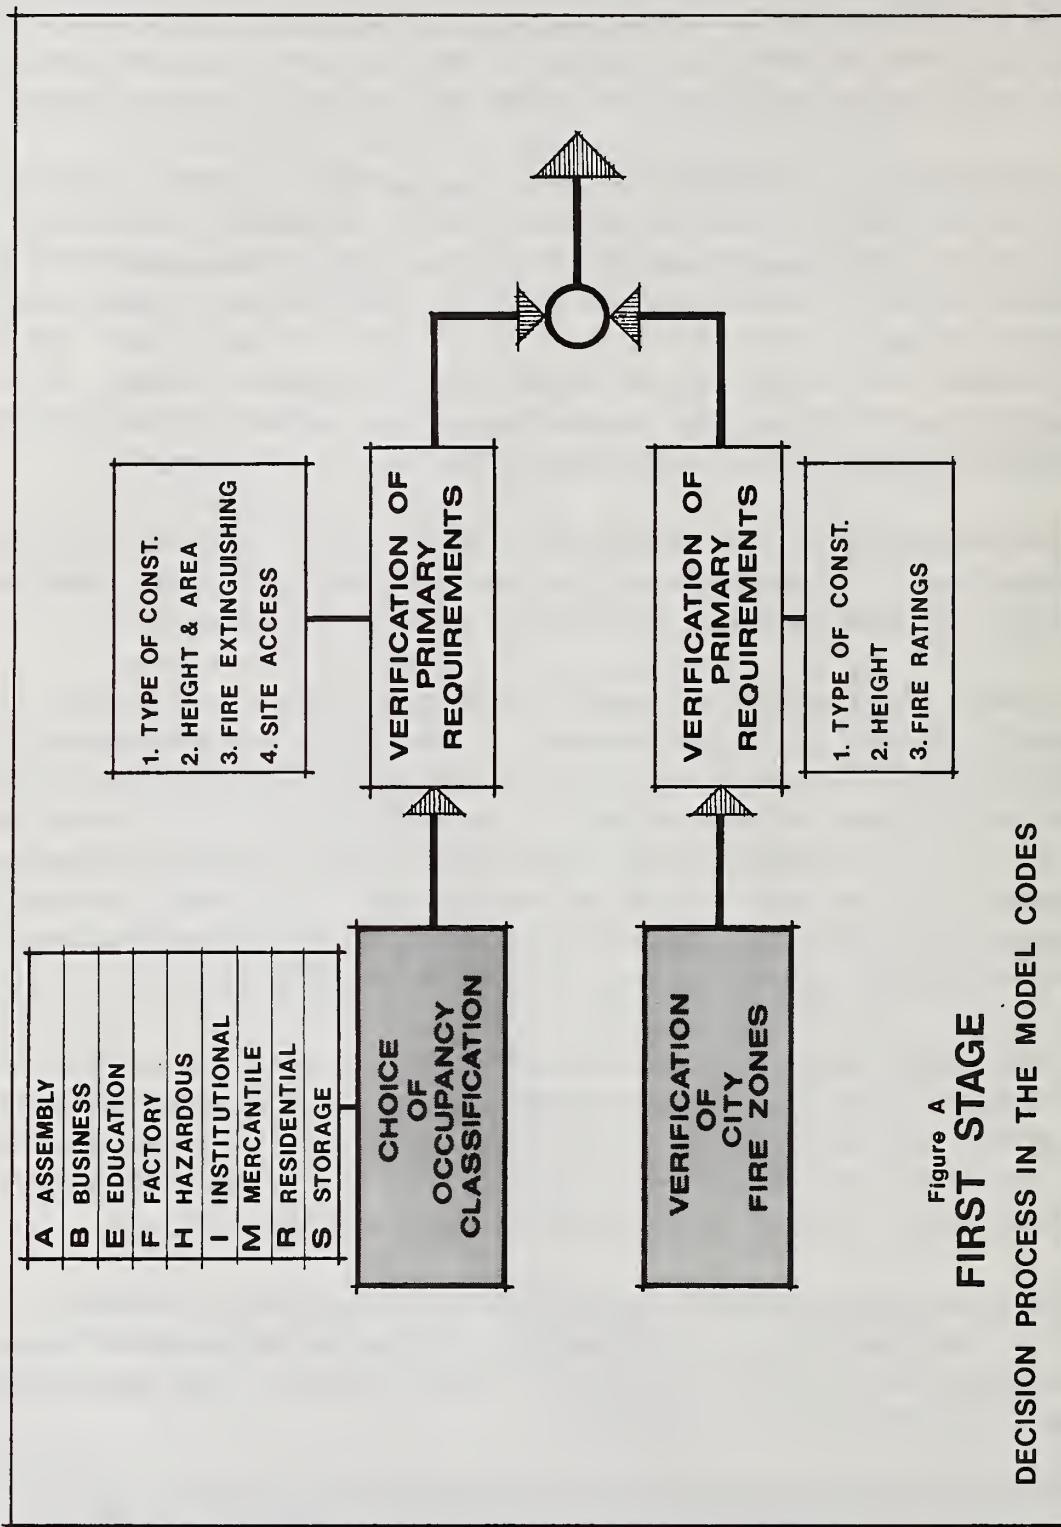 A ASSEMBLY
B BUSINESS
E EDUCATION
F FACTORY
H HAZARDOUS
I INSTITUTIONAL
M MERCANTILE
R RESIDENTIAL
S STORAGE
CHOICE
OF
OCCUPANCY
CLASSIFICATION
1. TYPE OF CONST.
2. HEIGHT & AREA
3. FIRE EXTINGUISHING
4. SITE ACCESS
VERIFICATION OF
PRIMARY
REQUIREMENTS
VERIFICATION
OF
CITY
FIRE ZONES
VERIFICATION OF
PRIMARY
REQUIREMENTS
1. TYPE OF CONST.
2. HEIGHT
3. FIRE RATINGS
Figure A
FIRST STAGE
DECISION PROCESS IN THE MODEL CODES